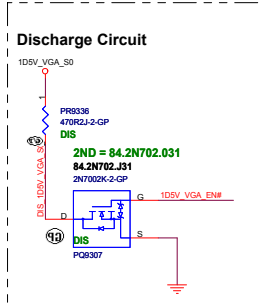 Discharge Circuit
1D5V_VGA_S0
1
PR9336
470R2J-2-GP
DIS
DIS_1D5V_VGA_S0
2ND = 84.2N702.031
84.2N702.J31
2N7002K-2-GP
G
1D5V_VGA_EN#
D
S
DIS
PQ9307